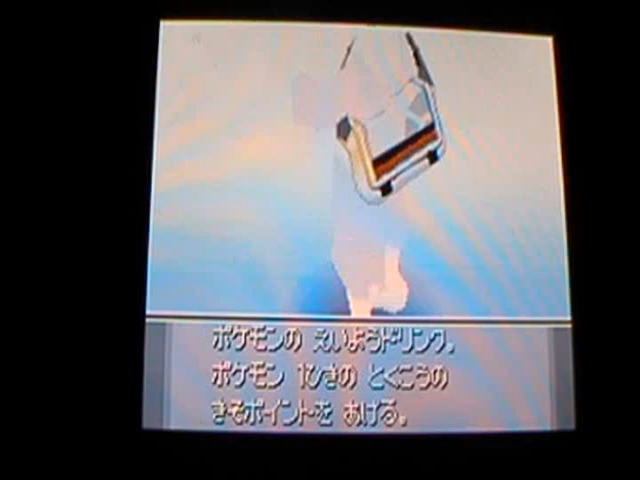 ポケモンの えいようドリンク。
ポケモン 1ぴきの とくこうの
きそポイントを あげる。